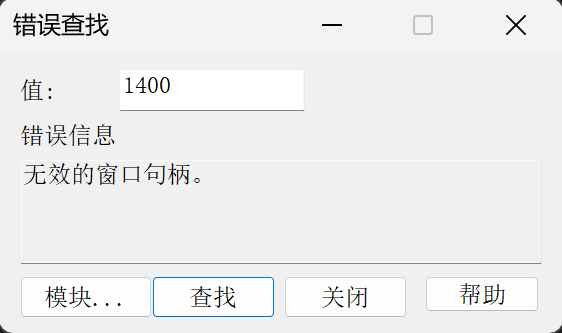 错误查找
值: 1400
错误信息
无效的窗口句柄。
模块... 查找 关闭 帮助